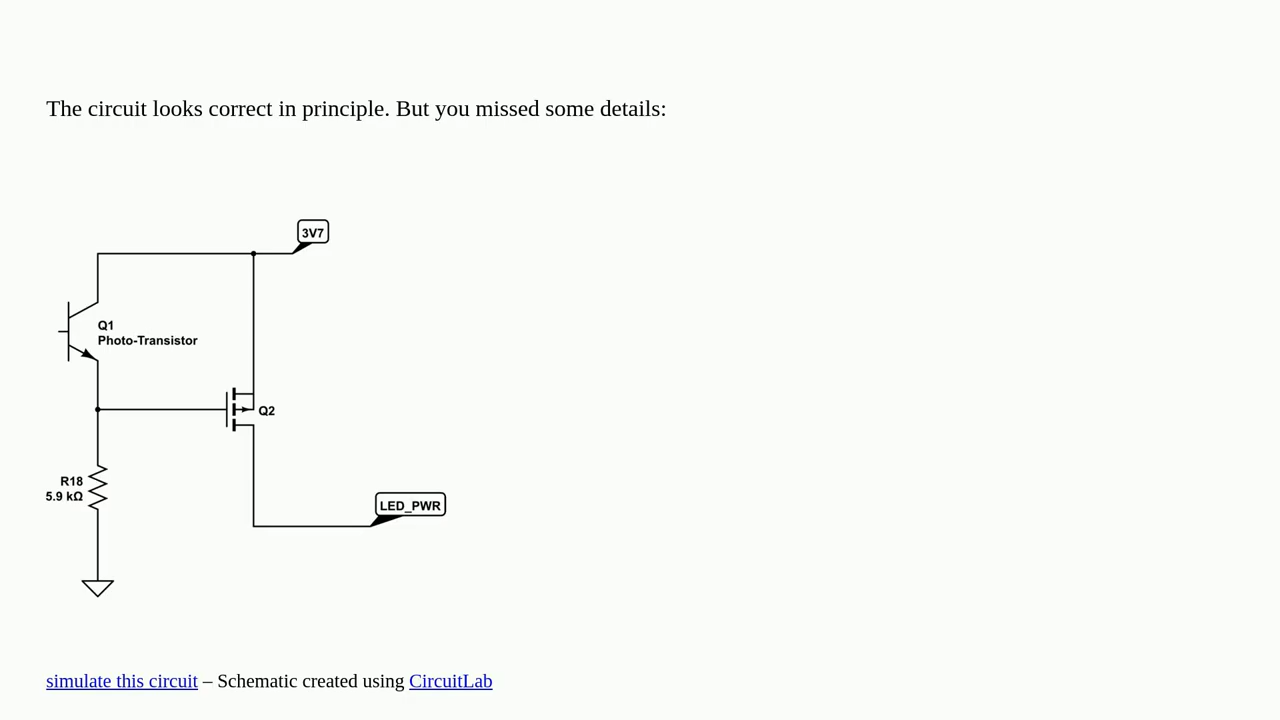 The circuit looks correct in principle. But you missed some details:
3V7
Q1
Photo-Transistor
Q2
R18
5.9 kΩ
LED_PWR
simulate this circuit – Schematic created using CircuitLab